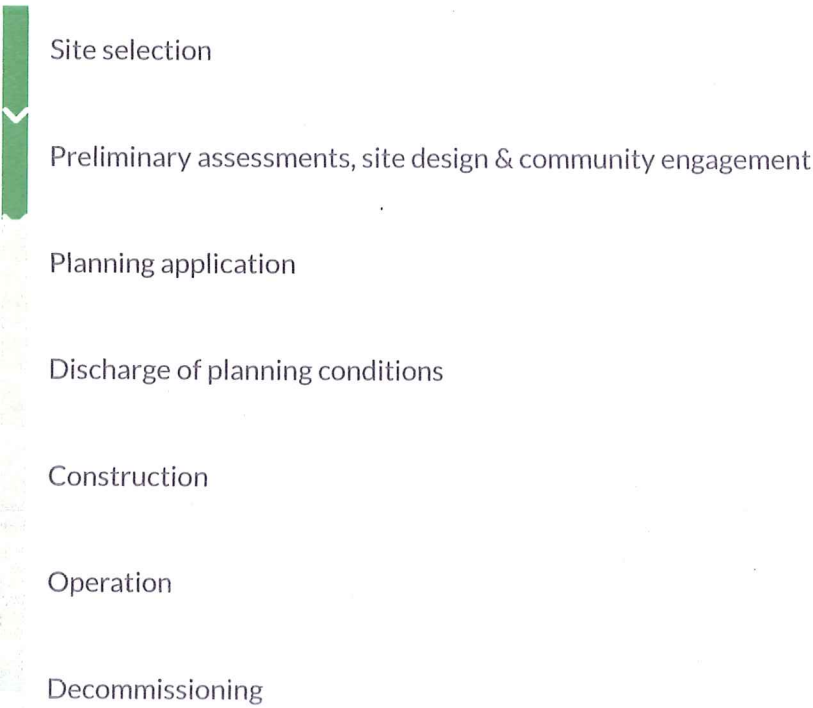 Site selection
Preliminary assessments, site design & community engagement
Planning application
Discharge of planning conditions
Construction
Operation
Decommissioning